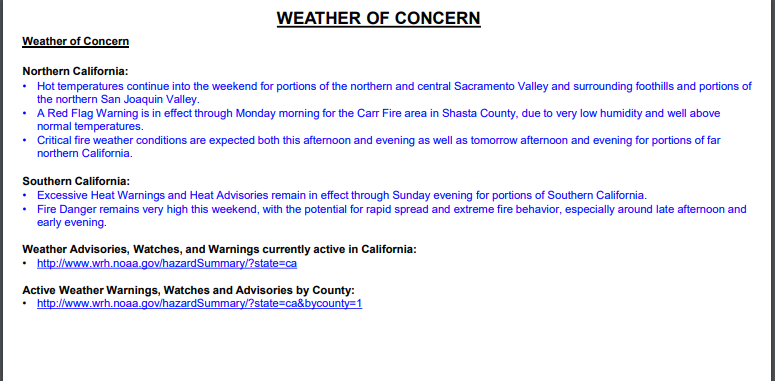 WEATHER OF CONCERN
Weather of Concern
Northern California:
• Hot temperatures continue into the weekend for portions of the northern and central Sacramento Valley and surrounding foothills and portions of
the northern San Joaquin Valley.
• A Red Flag Warning is in effect through Monday morning for the Carr Fire area in Shasta County, due to very low humidity and well above
normal temperatures.
• Critical fire weather conditions are expected both this afternoon and evening as well as tomorrow afternoon and evening for portions of far
northern California.
Southern California:
• Excessive Heat Warnings and Heat Advisories remain in effect through Sunday evening for portions of Southern California.
• Fire Danger remains very high this weekend, with the potential for rapid spread and extreme fire behavior, especially around late afternoon and
early evening.
Weather Advisories, Watches, and Warnings currently active in California:
• http://www.wrh.noaa.gov/hazardSummary/?state=ca
Active Weather Warnings, Watches and Advisories by County:
• http://www.wrh.noaa.gov/hazardSummary/?state=ca&bycounty=1